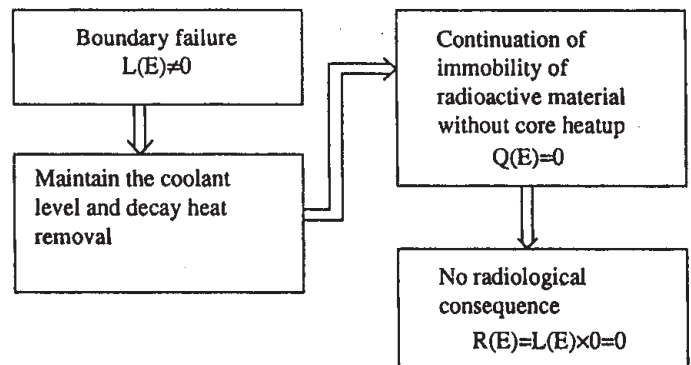 Boundary failure
L(E)≠0
Maintain the coolant
level and decay heat
removal
Continuation of
immobility of
radioactive material
without core heatup
Q(E)=0
No radiological
consequence
R(E)=L(E)×0=0